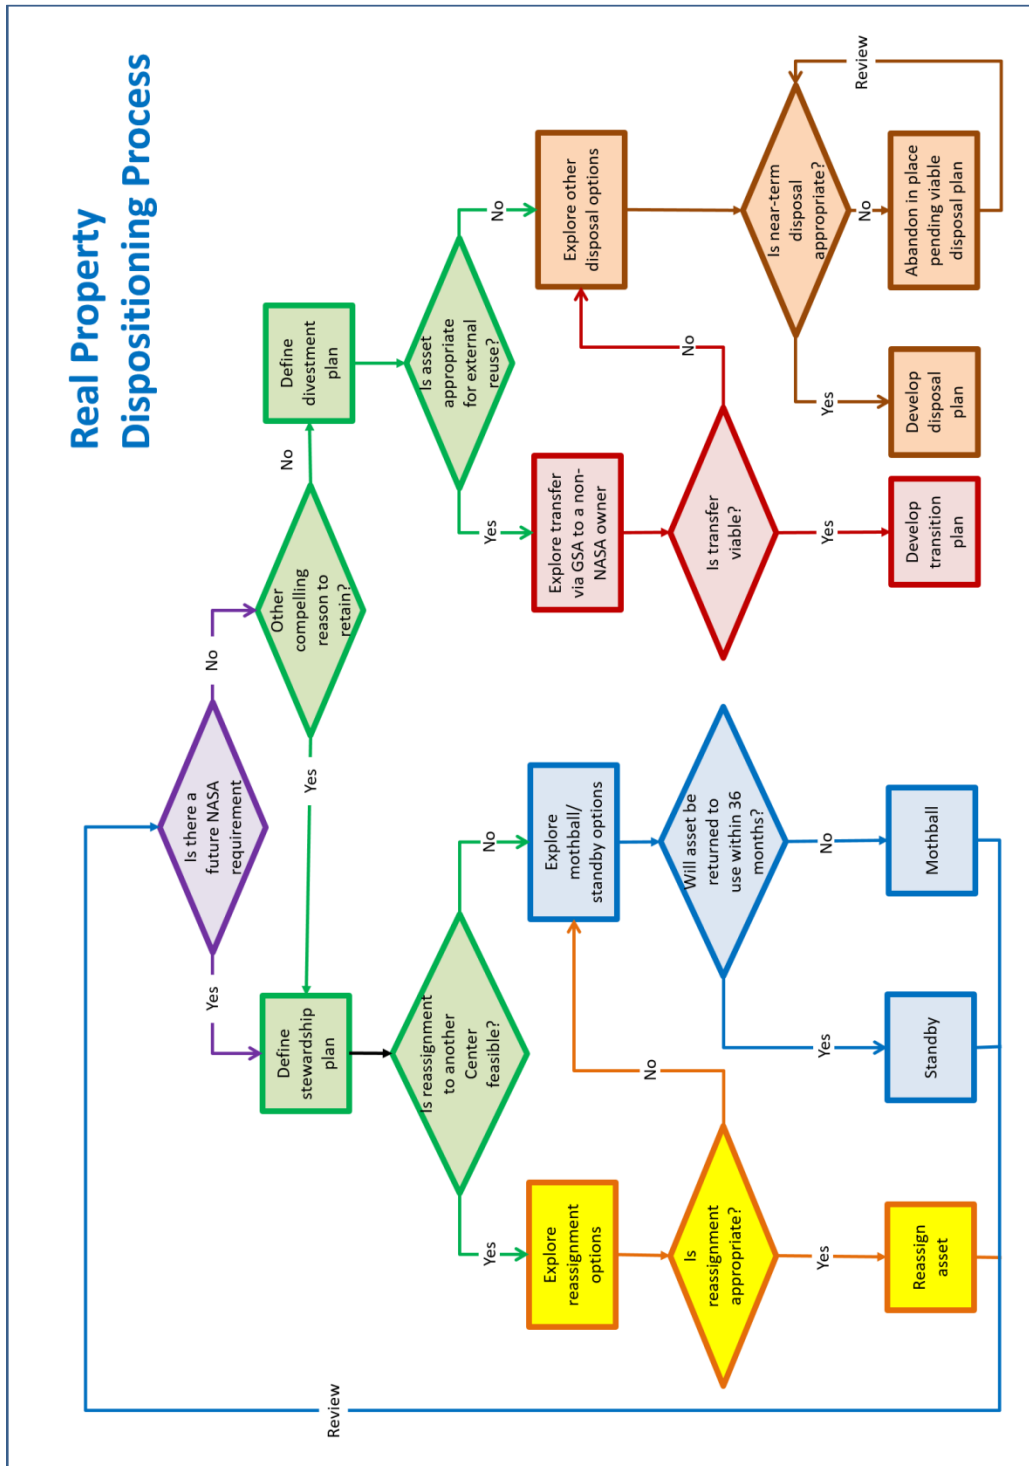 Real Property
Dispositioning Process
Is there a
future NASA
requirement
Yes
No
Other
compelling
reason to
retain?
Yes
No
Define
stewardship
plan
Define
divestment
plan
Is reassignment
to another
Center
feasible?
Yes
No
Is asset
appropriate
for external
reuse?
Yes
No
Explore
reassignment
options
Explore
mothball/
standby options
Explore transfer
via GSA to a non-
NASA owner
Explore other
disposal options
Is
reassignment
appropriate?
No
Yes
Will asset be
returned to
use within 36
months?
Yes
No
Is transfer
viable?
No
Yes
Is near-term
disposal
appropriate?
Yes
No
Review
Reassign
asset
Standby
Mothball
Develop
transition
plan
Develop
disposal
plan
Abandon in place
pending viable
disposal plan
Review